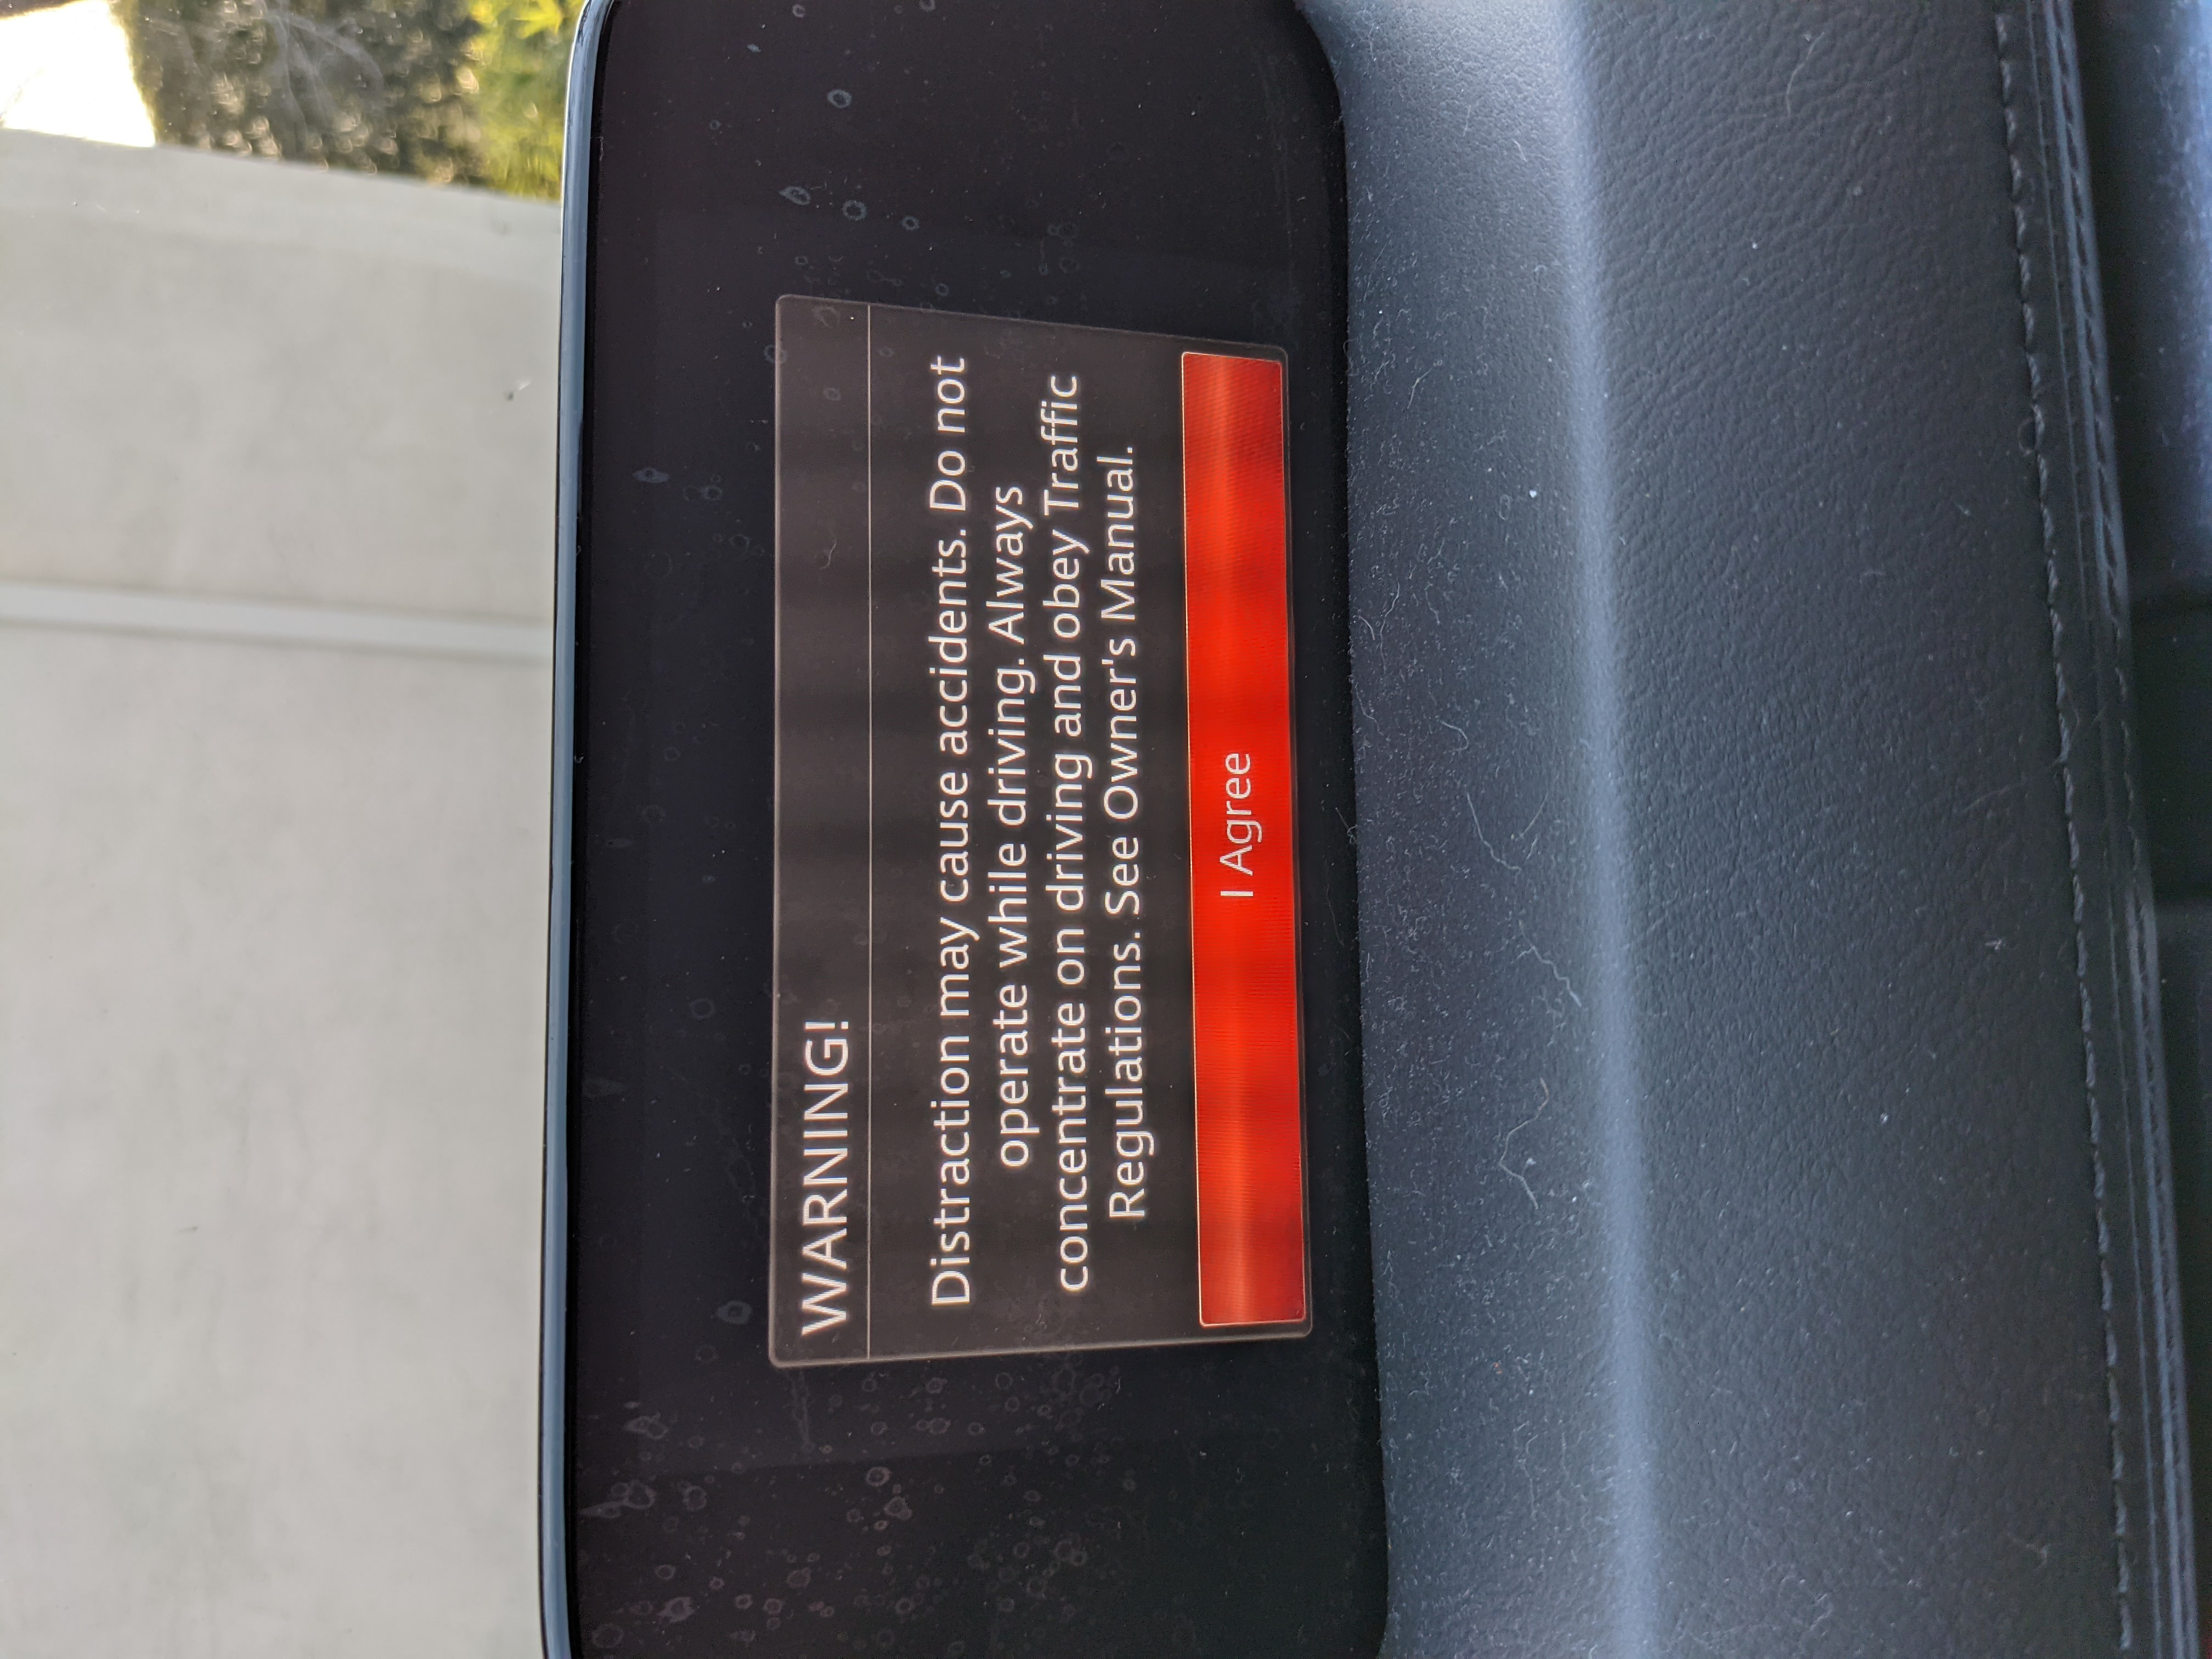 WARNING!
Distraction may cause accidents. Do not
operate while driving. Always
concentrate on driving and obey Traffic
Regulations. See Owner's Manual.
I Agree